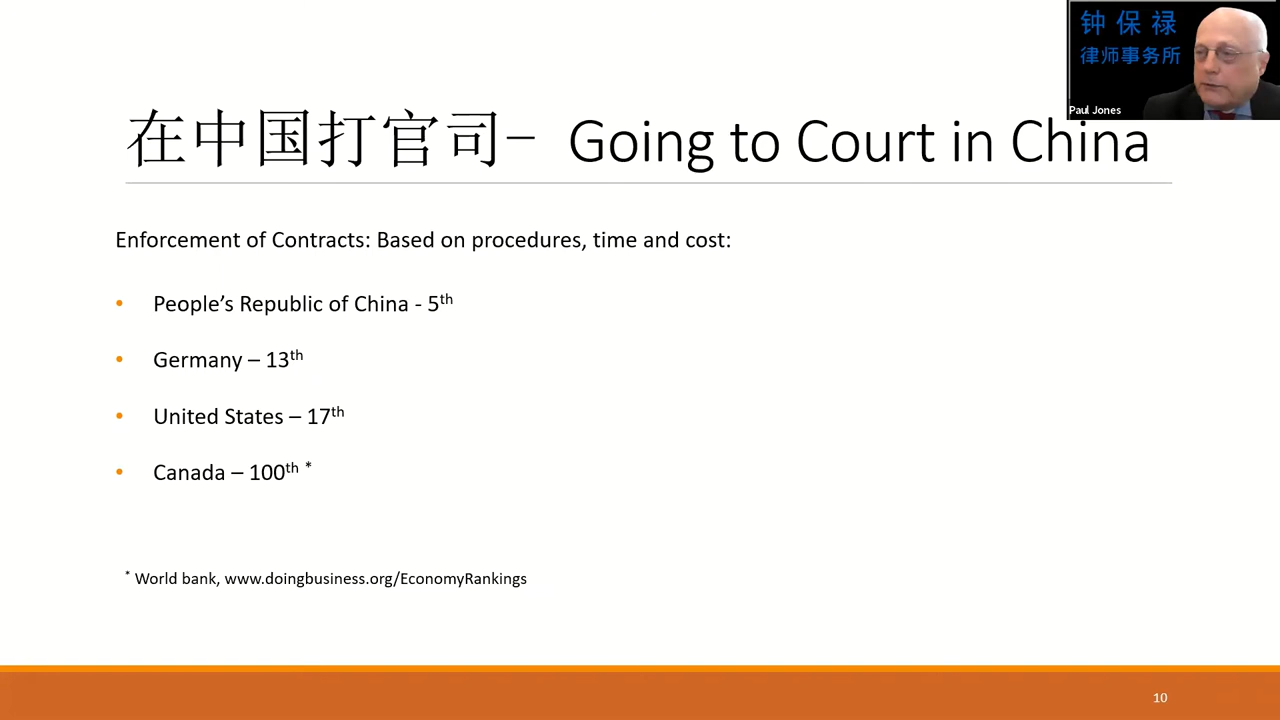 钟保禄
律师事务所
Paul Jones
在中国打官司– Going to Court in China
Enforcement of Contracts: Based on procedures, time and cost:
• People’s Republic of China - 5th
• Germany – 13th
• United States – 17th
• Canada – 100th *
* World bank, www.doingbusiness.org/EconomyRankings
10